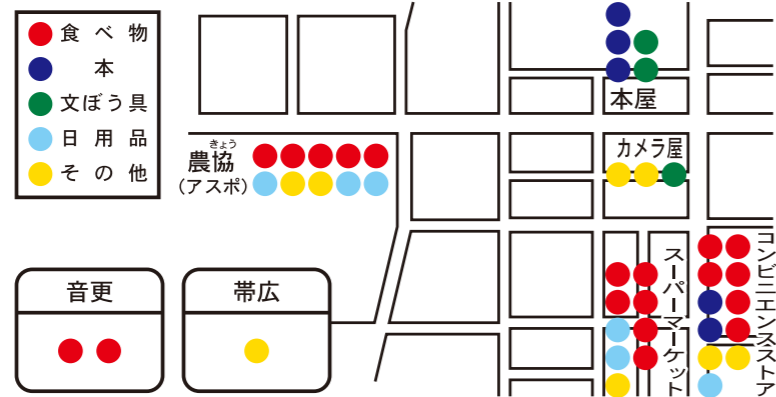 食べ物
本
文ぼう具
日用品
その他
本屋
カメラ屋
きょう
農協
(アスポ)
スーパーマーケット
コンビニエンスストア
音更
帯広